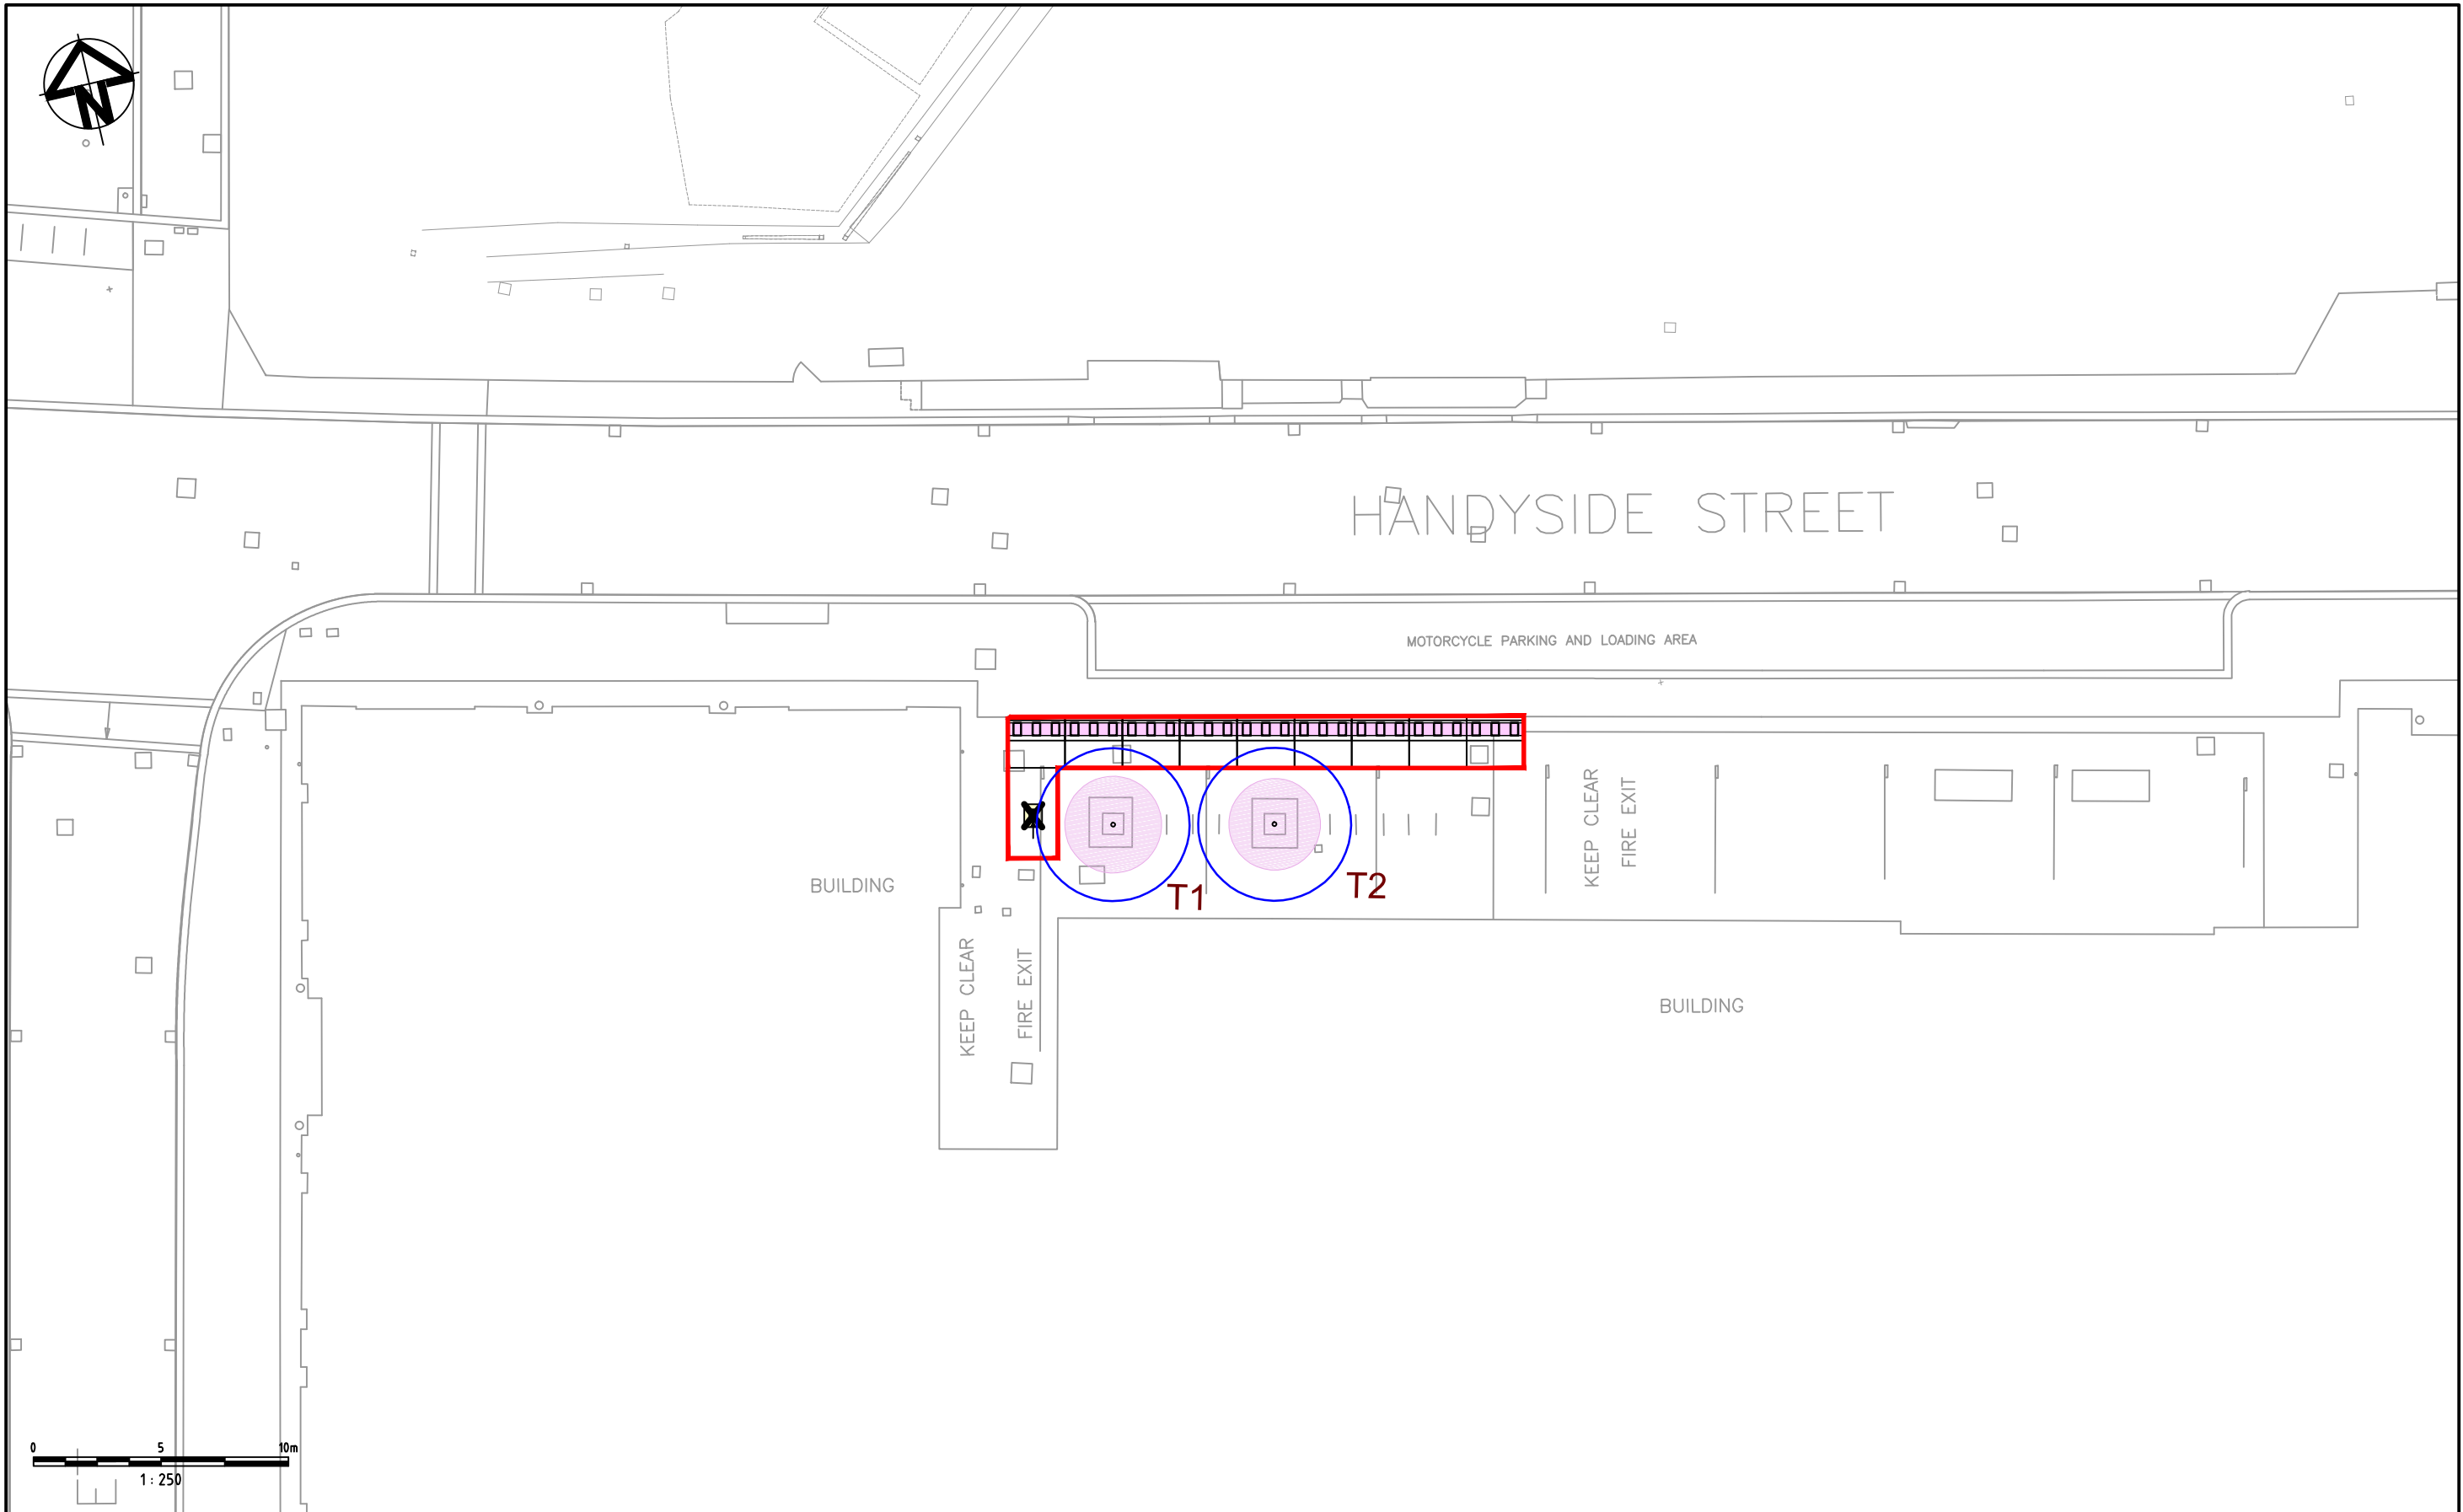 N
HANDYSIDE STREET
MOTORCYCLE PARKING AND LOADING AREA
KEEP CLEAR
FIRE EXIT
BUILDING
T1
T2
KEEP CLEAR
FIRE EXIT
BUILDING
0 5 10m
1 : 250